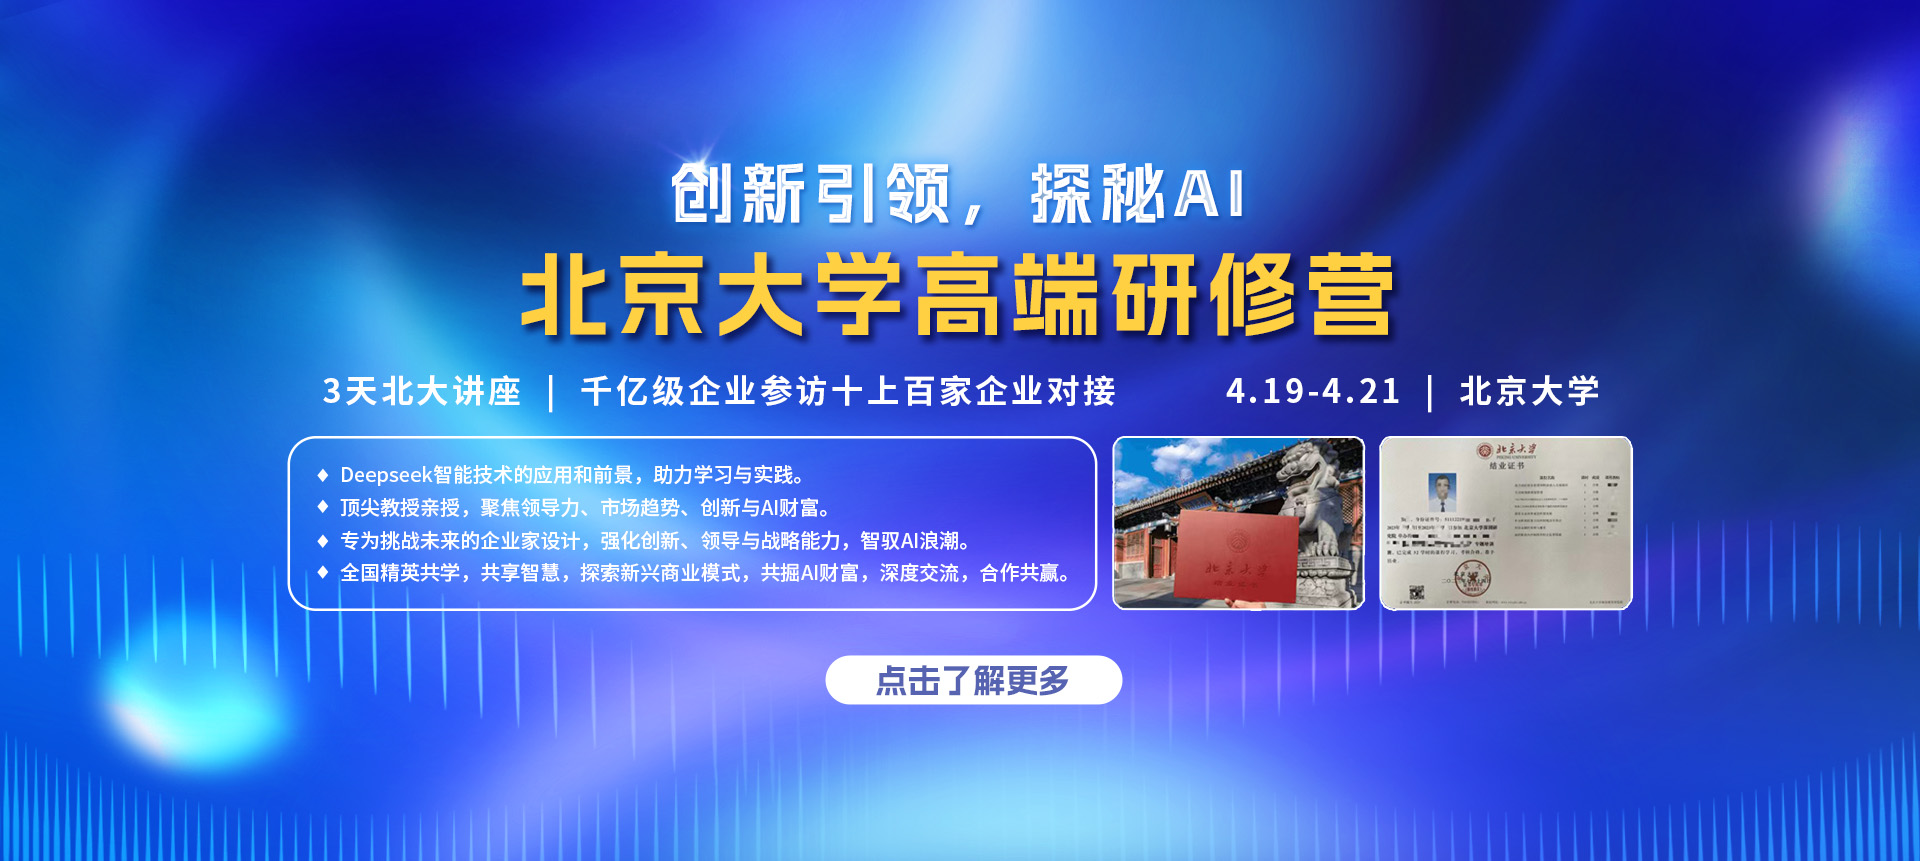 创新引领，探秘AI
北京大学高端研修营
3天北大讲座 | 千亿级企业参访十上百家企业对接
4.19-4.21 | 北京大学
♦ Deepseek智能技术的应用和前景，助力学习与实践。
♦ 顶尖教授亲授，聚焦领导力、市场趋势、创新与AI财富。
♦ 专为挑战未来的企业家设计，强化创新、领导与战略能力，智驭AI浪潮。
♦ 全国精英共学，共享智慧，探索新兴商业模式，共掘AI财富，深度交流，合作共赢。
北京大学
北京大学
PEKING UNIVERSITY
结业证书
点击了解更多